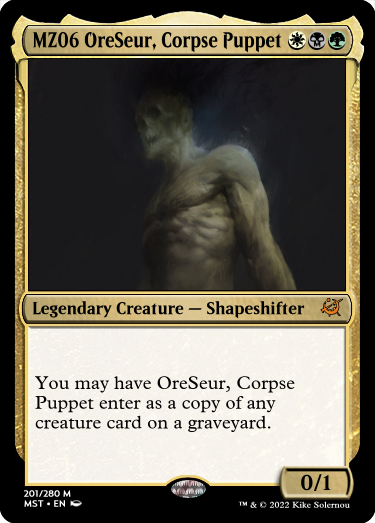 MZ06 OreSeur, Corpse Puppet
Legendary Creature — Shapeshifter
You may have OreSeur, Corpse
Puppet enter as a copy of any
creature card on a graveyard.
0/1
201/280 M
MST • EN
™ & © 2022 Kike Solernou